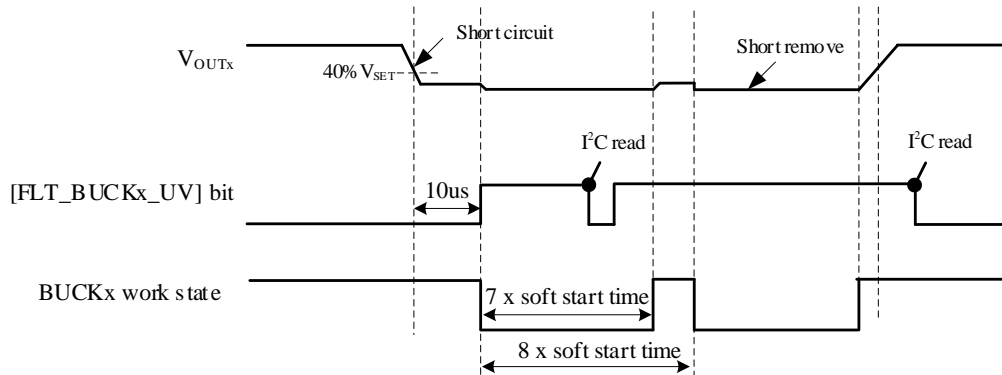 Short circuit
V_OUTx
Short remove
40% V_SET
I²C read
I²C read
[FLT_BUCKx_UV] bit
10us
BUCKx work state
7 x soft start time
8 x soft start time